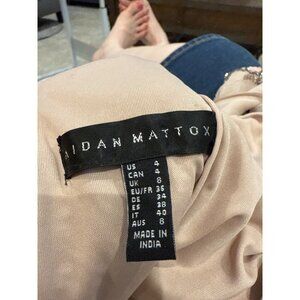 AIDAN MATTOX
US 4
CAN 4
UK 8
EU/FR 36
DE 34
ES 38
IT 40
AUS 8
MADE IN
INDIA